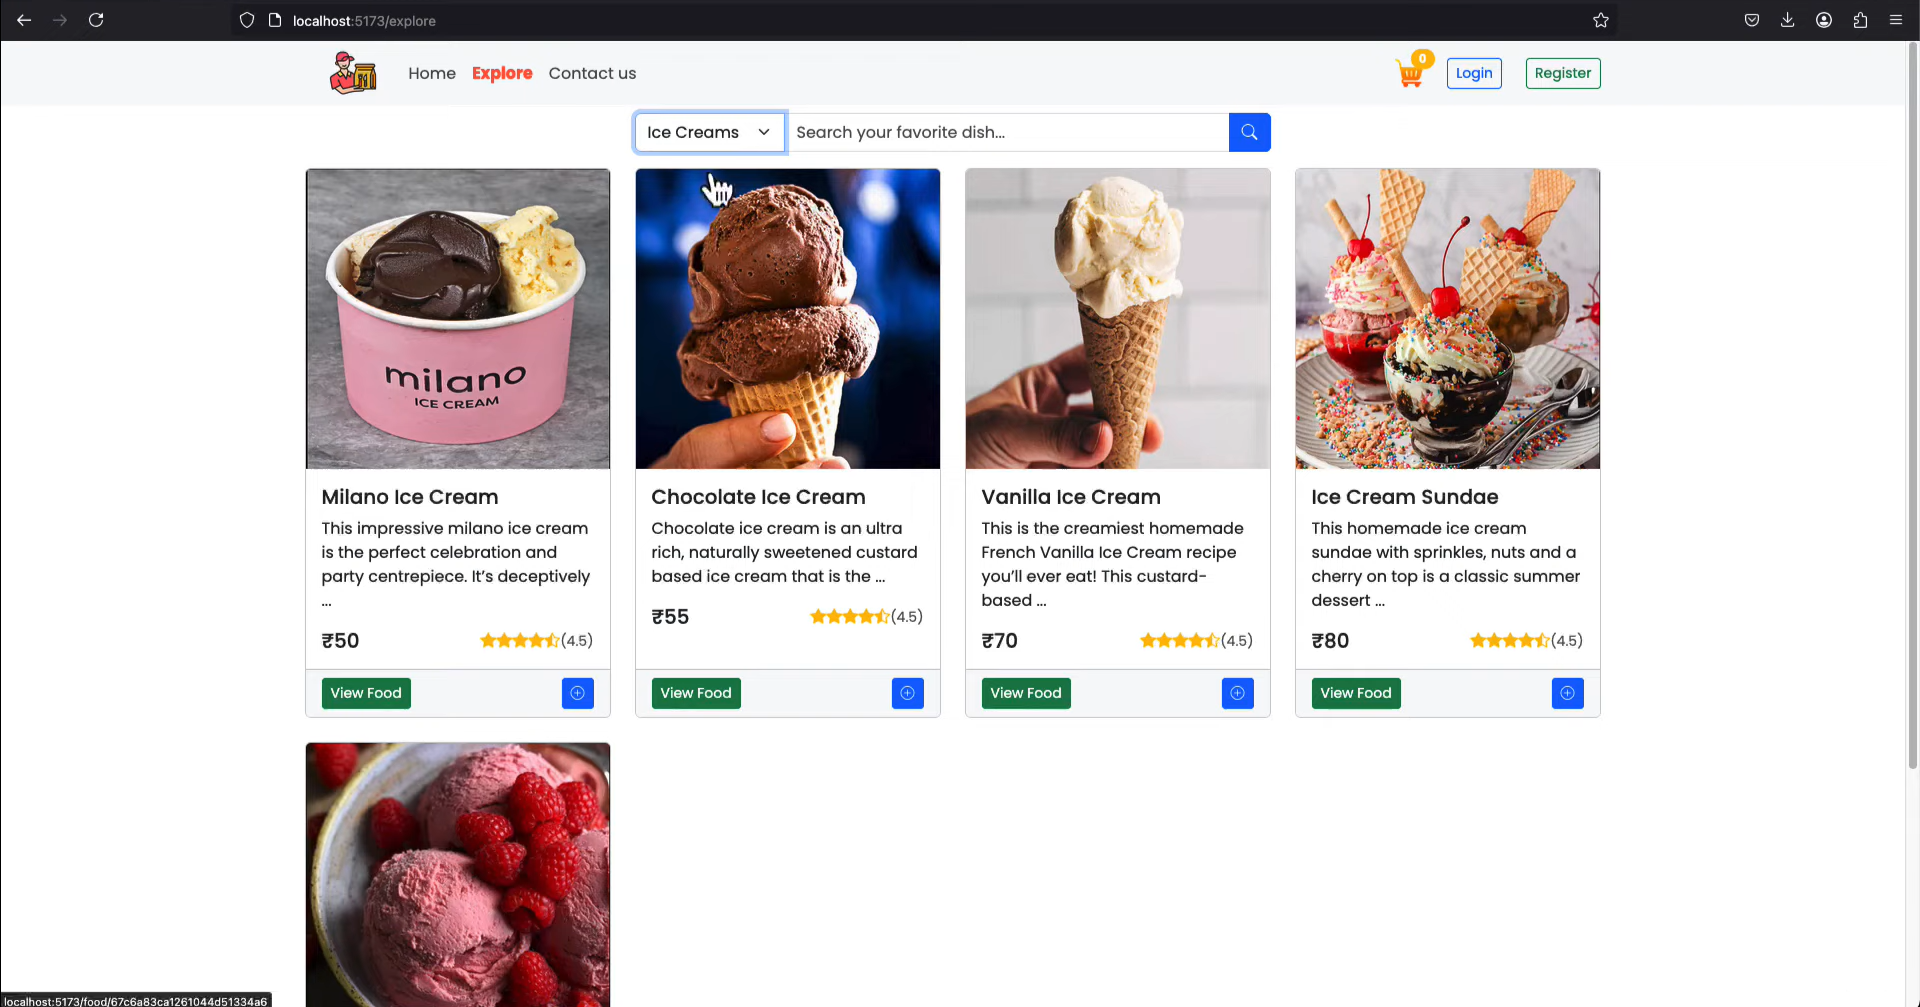 localhost:5173/explore
Home Explore Contact us 0 Login Register
Ice Creams Search your favorite dish...
milano
ICE CREAM
Milano Ice Cream
This impressive milano ice cream
is the perfect celebration and
party centrepiece. It’s deceptively
...
₹50 (4.5)
View Food
Chocolate Ice Cream
Chocolate ice cream is an ultra
rich, naturally sweetened custard
based ice cream that is the ...
₹55 (4.5)
View Food
Vanilla Ice Cream
This is the creamiest homemade
French Vanilla Ice Cream recipe
you’ll ever eat! This custard-
based ...
₹70 (4.5)
View Food
Ice Cream Sundae
This homemade ice cream
sundae with sprinkles, nuts and a
cherry on top is a classic summer
dessert ...
₹80 (4.5)
View Food
localhost:5173/food/67c6a83ca1261044d51334a6